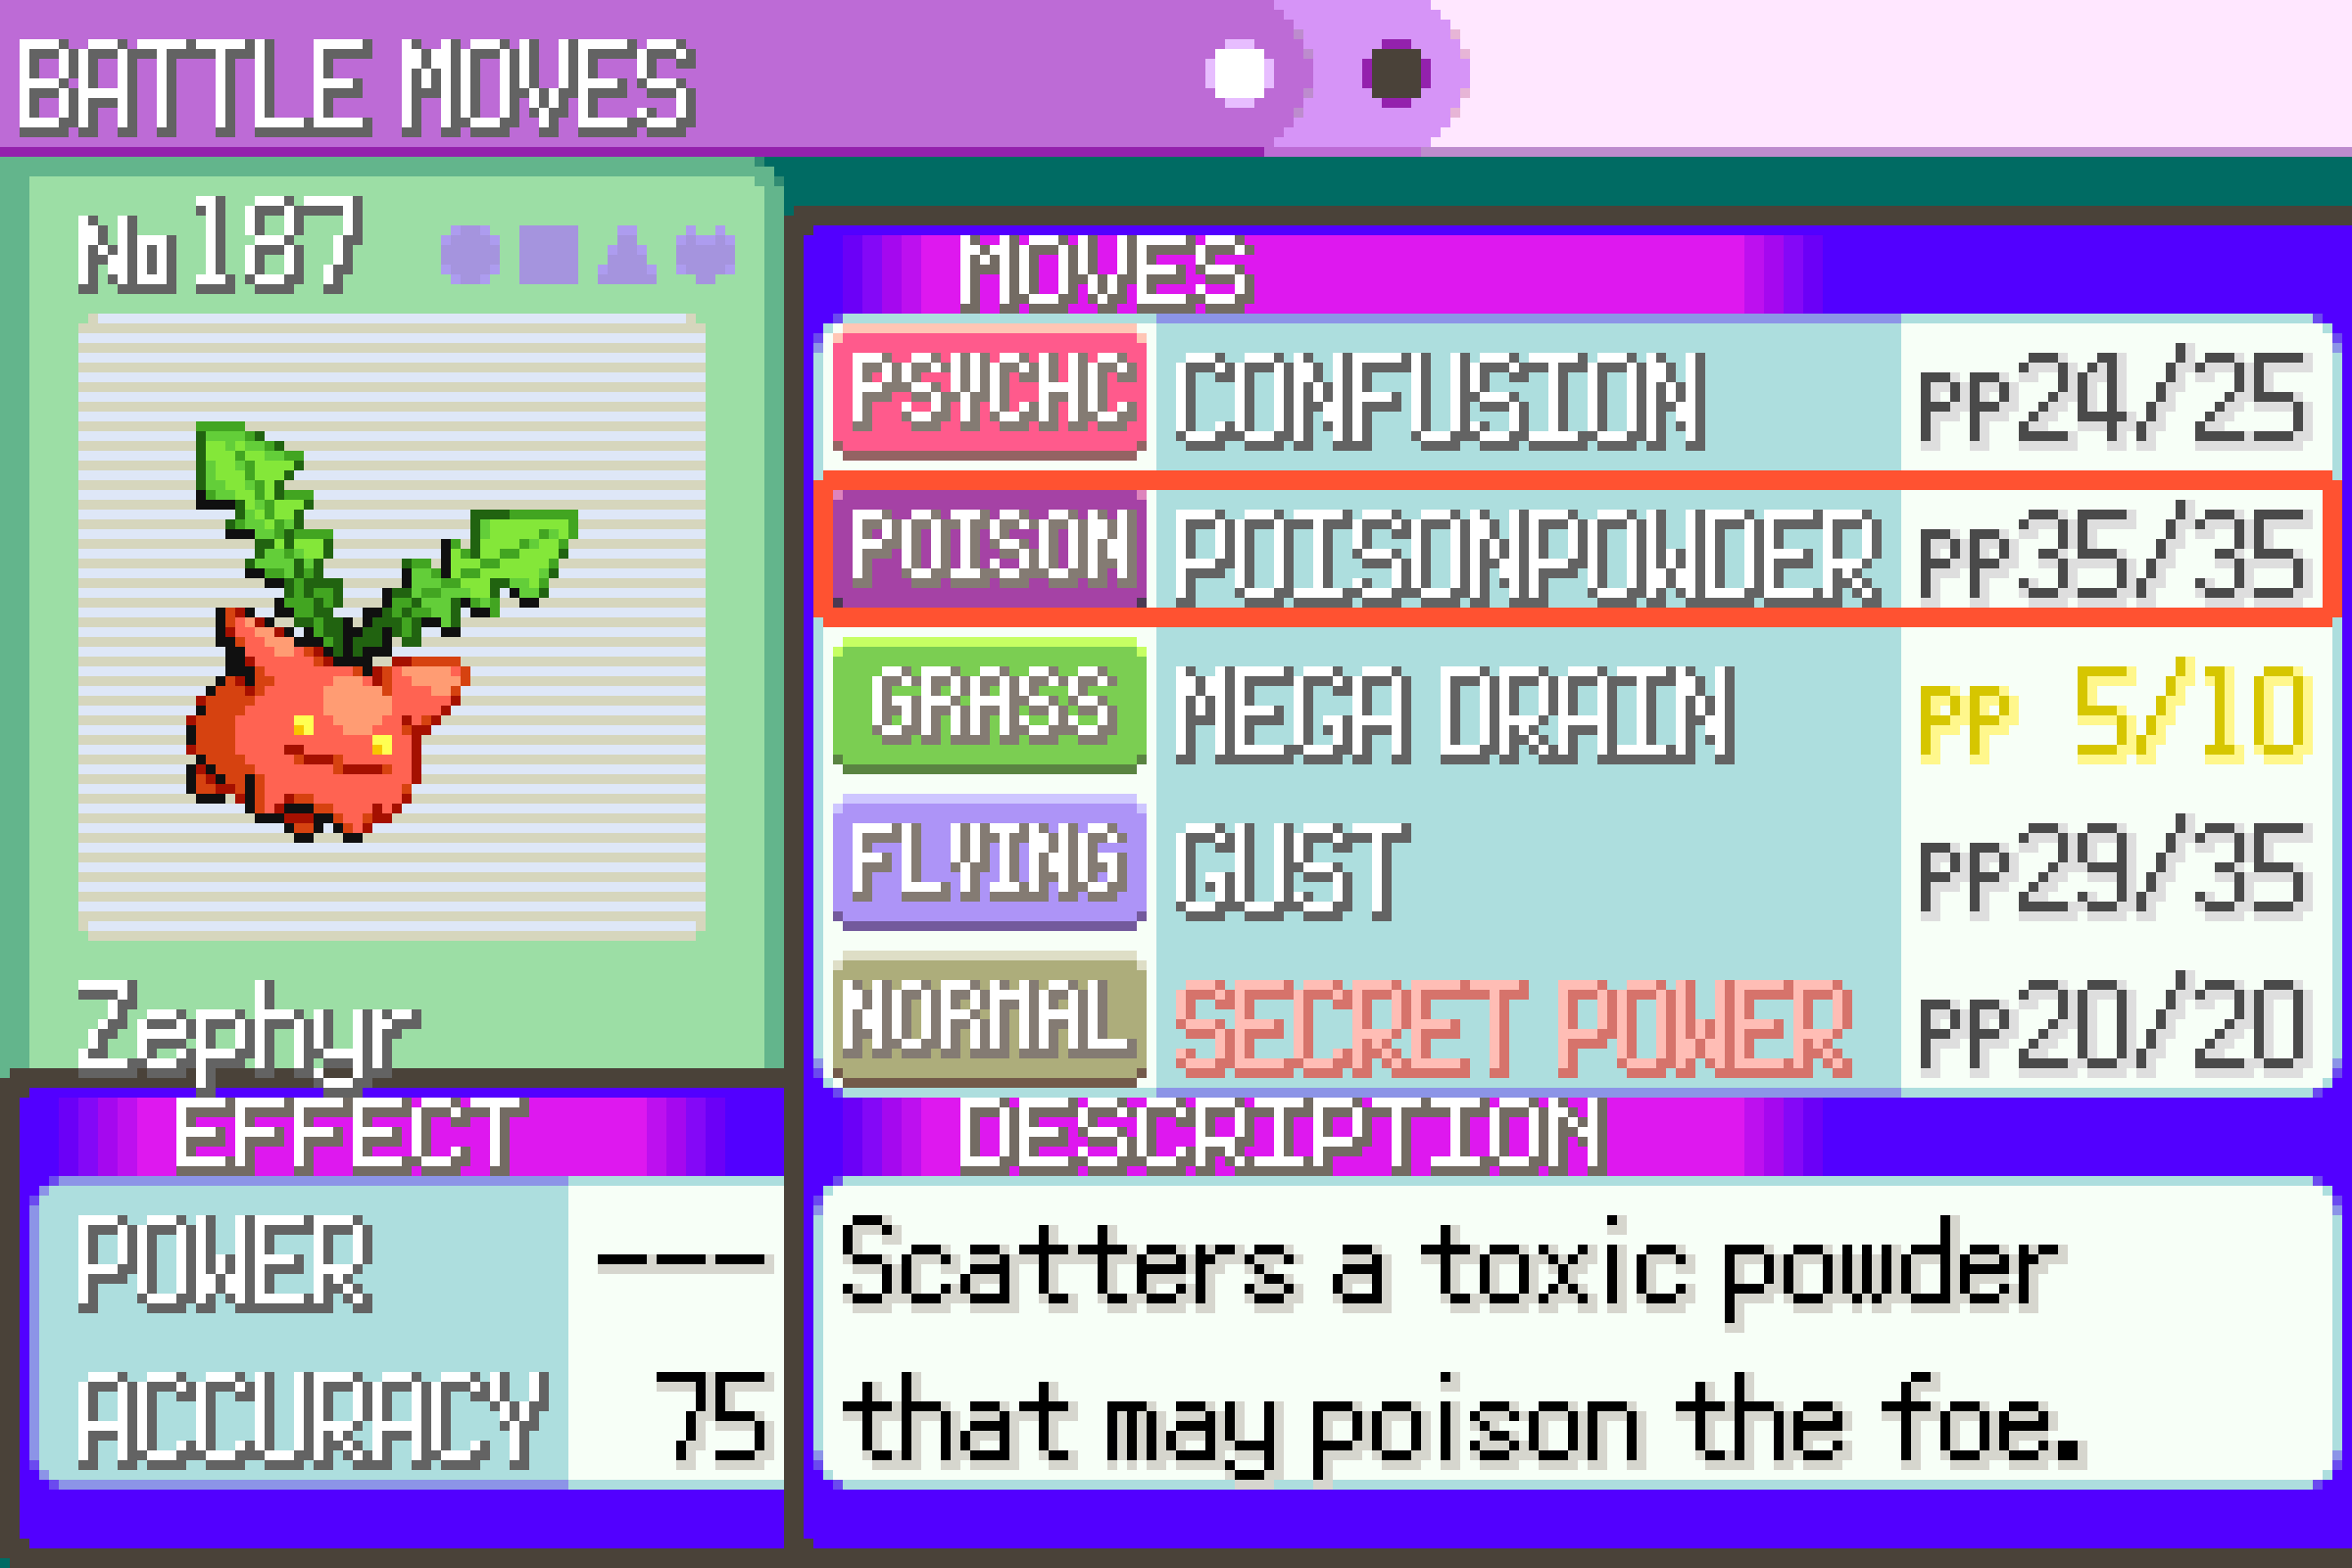 BATTLE MOVES
No187
Zephyr
MOVES
PSYCHC CONFUSION PP24/25
POISON POISONPOWDER PP35/35
GRASS MEGA DRAIN PP 5/10
FLYING GUST PP29/35
NORMAL SECRET POWER PP20/20
EFFECT
POWER ---
ACCURACY 75
DESCRIPTION
Scatters a toxic powder
that may poison the foe.